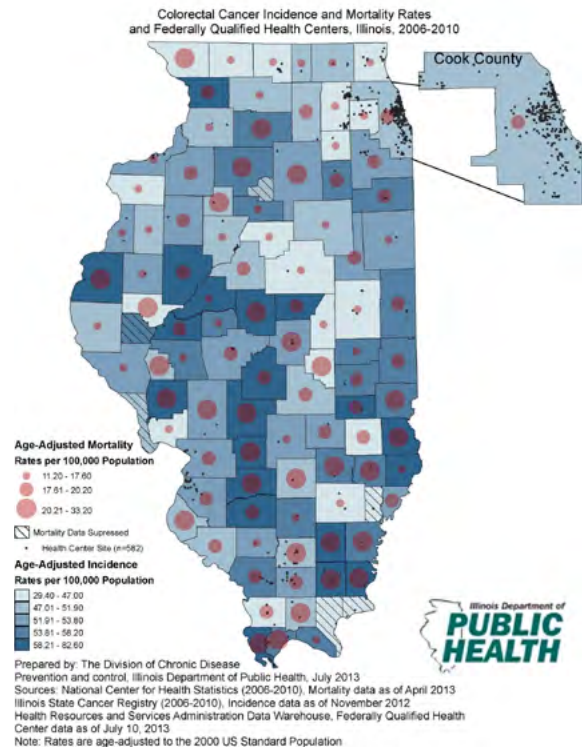 Colorectal Cancer Incidence and Mortality Rates
and Federally Qualified Health Centers, Illinois, 2006-2010
Cook County
Age-Adjusted Mortality
Rates per 100,000 Population
11.20 - 17.60
17.61 - 20.20
20.21 - 33.20
Mortality Data Supressed
Health Center Site (n=582)
Age-Adjusted Incidence
Rates per 100,000 Population
29.40 - 47.00
47.01 - 51.90
51.91 - 53.80
53.81 - 58.20
58.21 - 82.60
Illinois Department of
PUBLIC
HEALTH
Prepared by: The Division of Chronic Disease
Prevention and control, Illinois Department of Public Health, July 2013
Sources: National Center for Health Statistics (2006-2010), Mortality data as of April 2013
Illinois State Cancer Registry (2006-2010), Incidence data as of November 2012
Health Resources and Services Administration Data Warehouse, Federally Qualified Health
Center data as of July 10, 2013
Note: Rates are age-adjusted to the 2000 US Standard Population